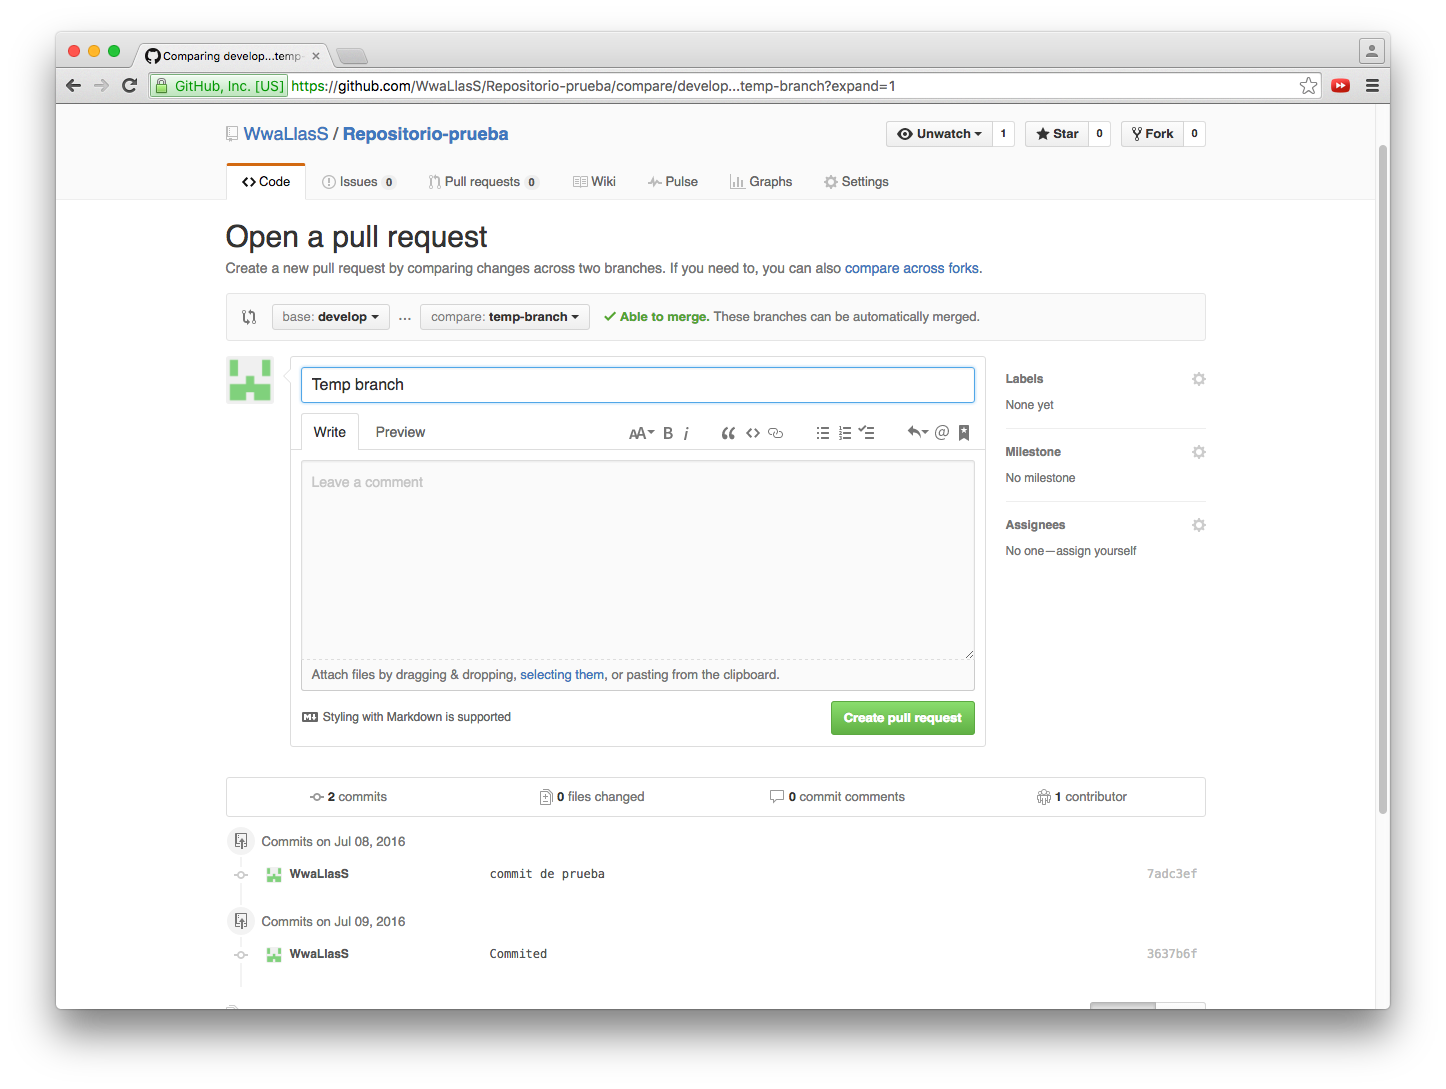 Comparing develop...temp-
GitHub, Inc. [US] https://github.com/WwaLlasS/Repositorio-prueba/compare/develop...temp-branch?expand=1
WwaLlasS / Repositorio-prueba
Unwatch 1 Star 0 Fork 0
Code Issues 0 Pull requests 0 Wiki Pulse Graphs Settings
Open a pull request
Create a new pull request by comparing changes across two branches. If you need to, you can also compare across forks.
base: develop ... compare: temp-branch Able to merge. These branches can be automatically merged.
Temp branch
Write Preview AA B i
Leave a comment
Attach files by dragging & dropping, selecting them, or pasting from the clipboard.
Styling with Markdown is supported
Create pull request
Labels
None yet
Milestone
No milestone
Assignees
No one—assign yourself
2 commits 0 files changed 0 commit comments 1 contributor
Commits on Jul 08, 2016
WwaLlasS commit de prueba 7adc3ef
Commits on Jul 09, 2016
WwaLlasS Commited 3637b6f